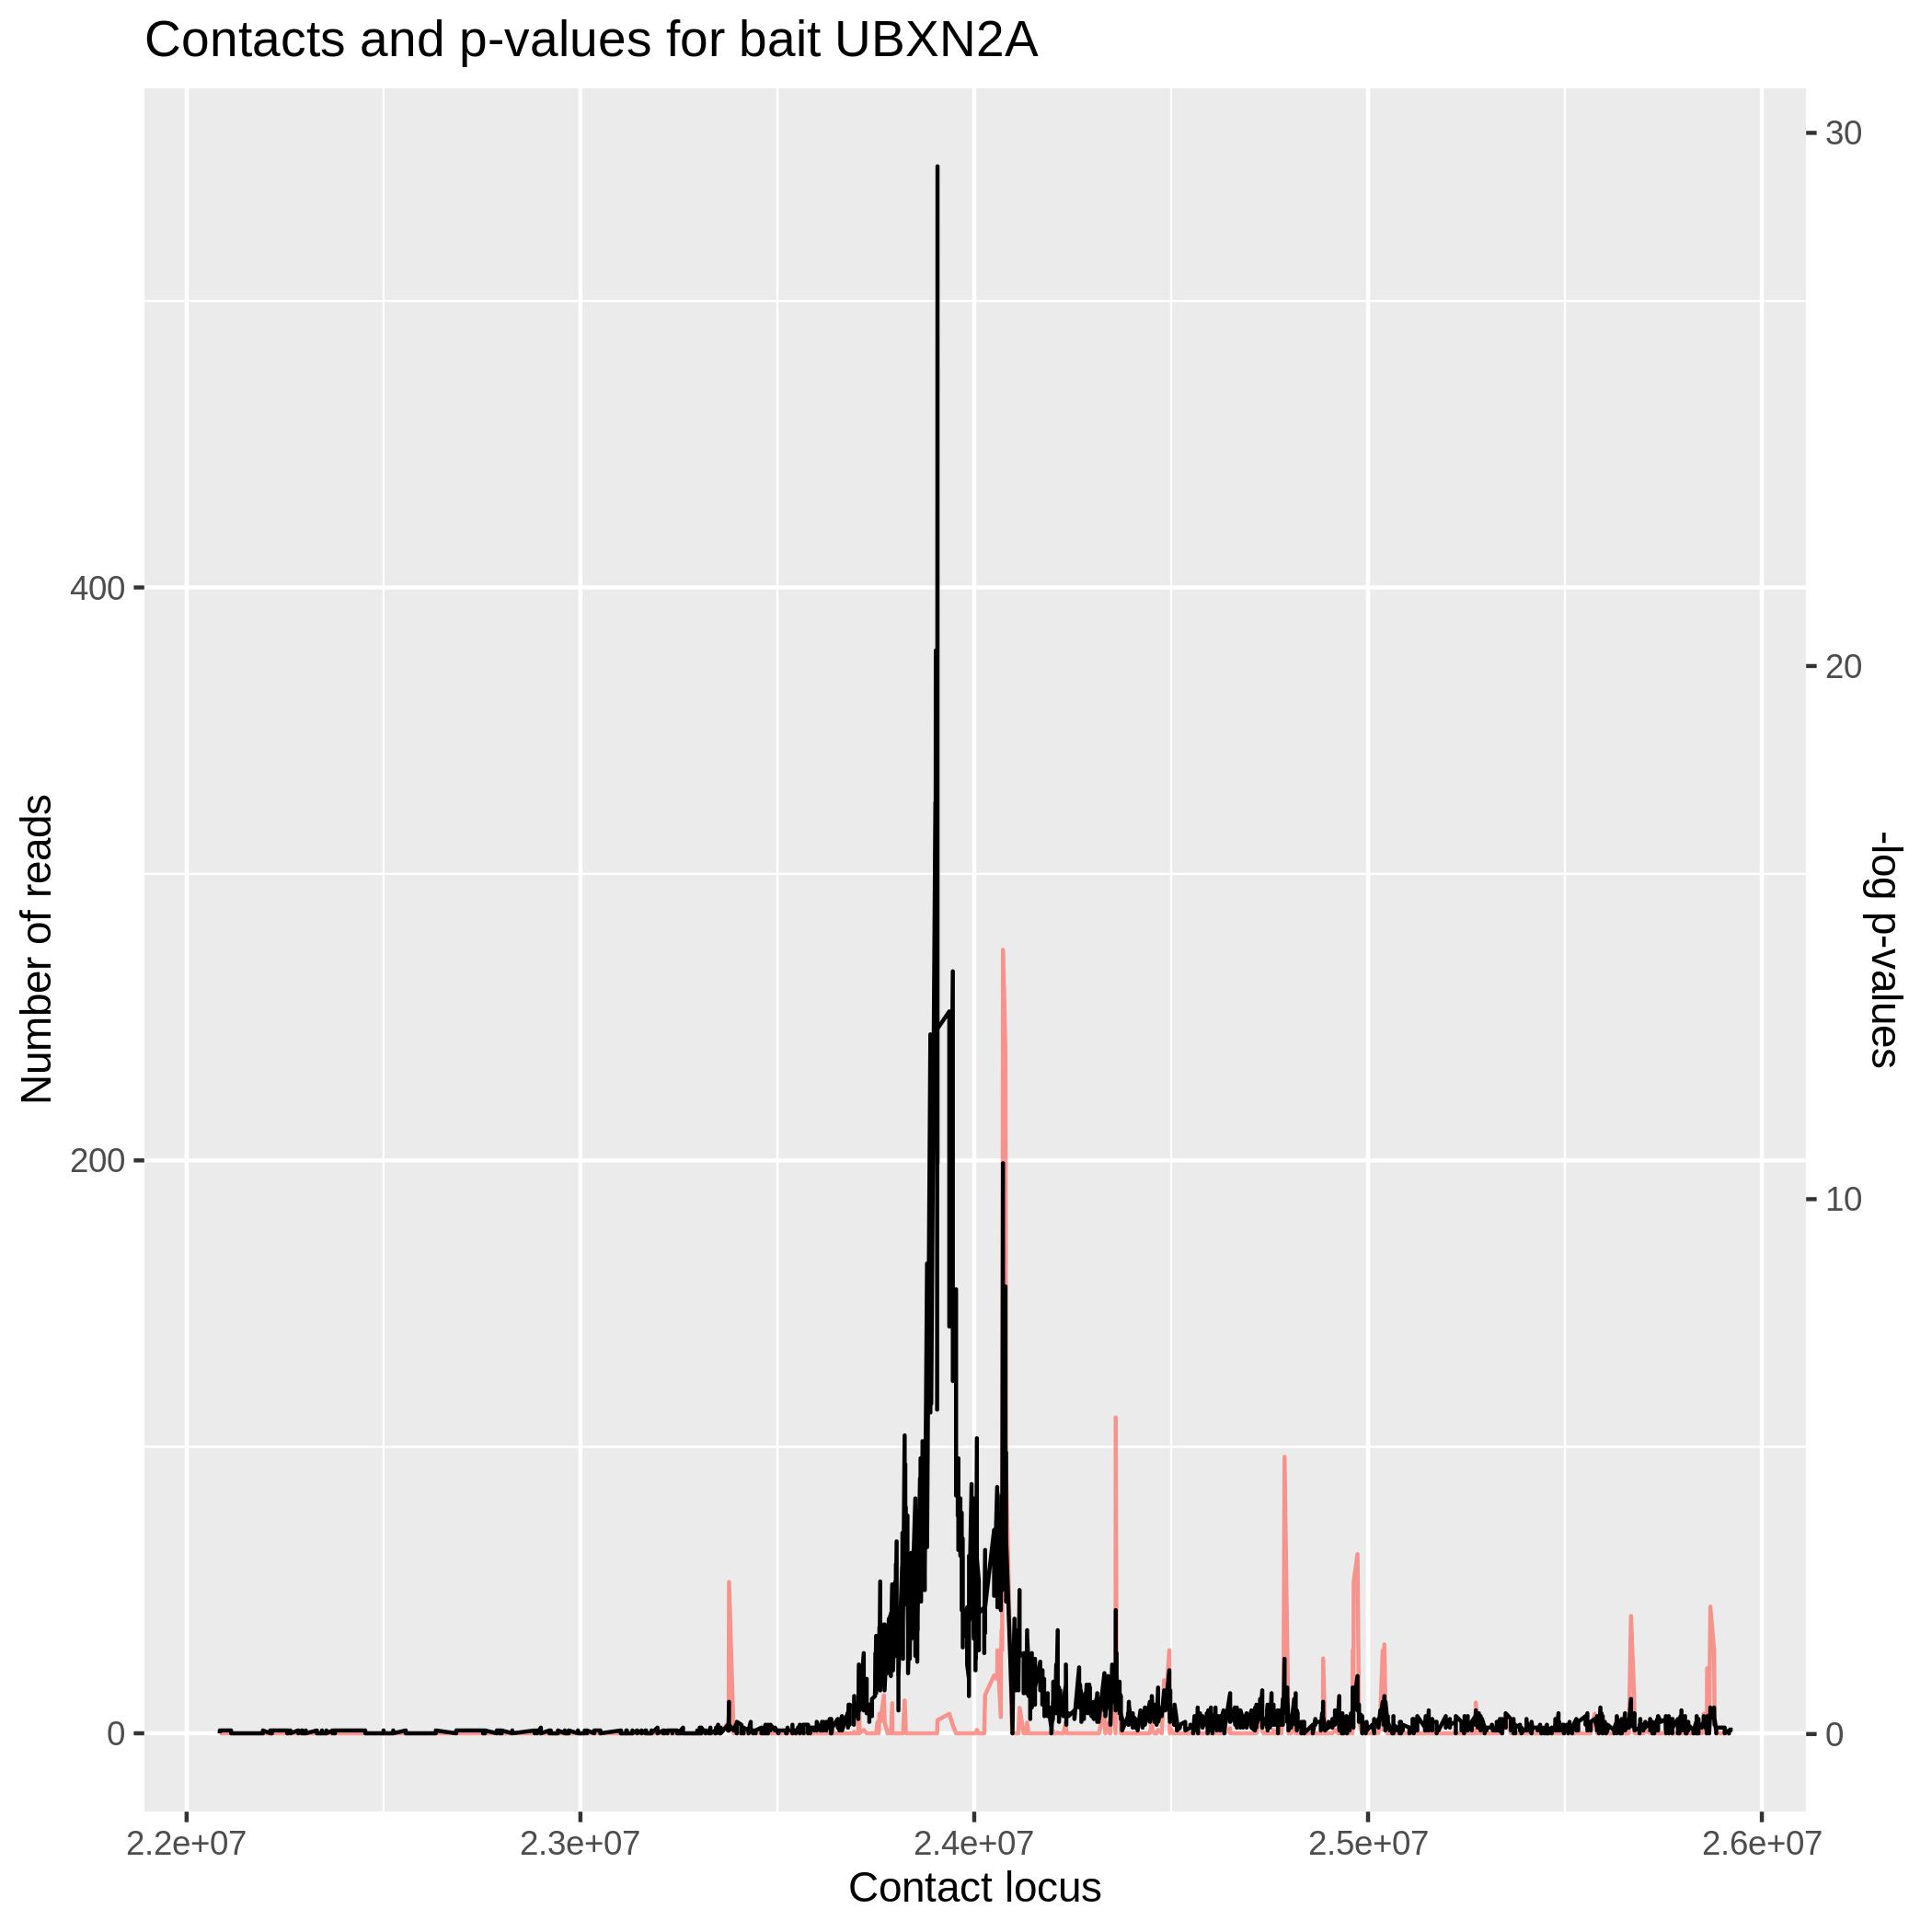 Contacts and p-values for bait UBXN2A
Number of reads
400
200
0
30
20
10
0
-log p-values
2.2e+07
2.3e+07
2.4e+07
2.5e+07
2.6e+07
Contact locus